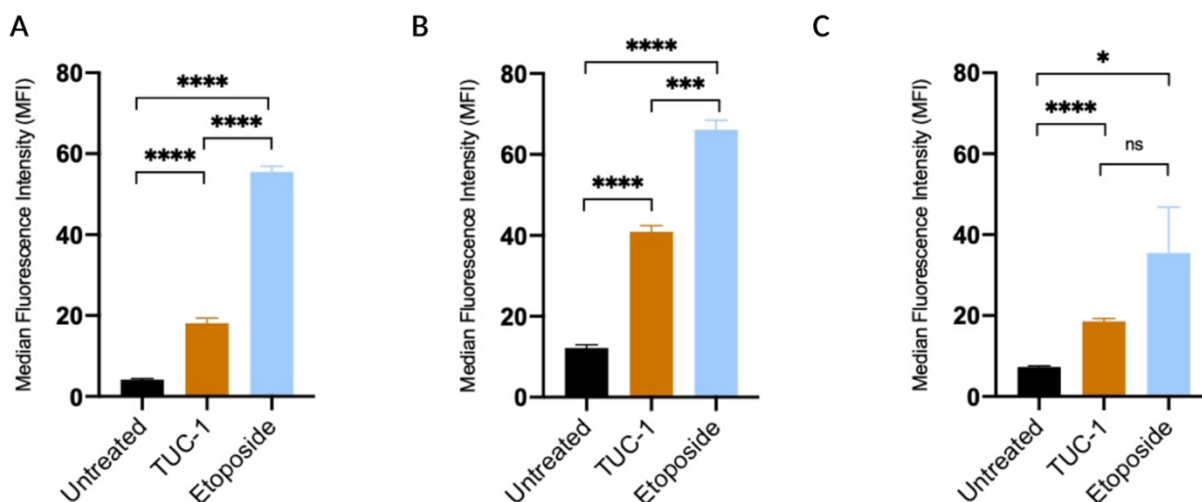 A
Median Fluorescence Intensity (MFI)
80
60
40
20
0
****
****
****
Untreated
TUC-1
Etoposide
B
Median Fluorescence Intensity (MFI)
80
60
40
20
0
****
***
****
Untreated
TUC-1
Etoposide
C
Median Fluorescence Intensity (MFI)
80
60
40
20
0
*
****
ns
Untreated
TUC-1
Etoposide